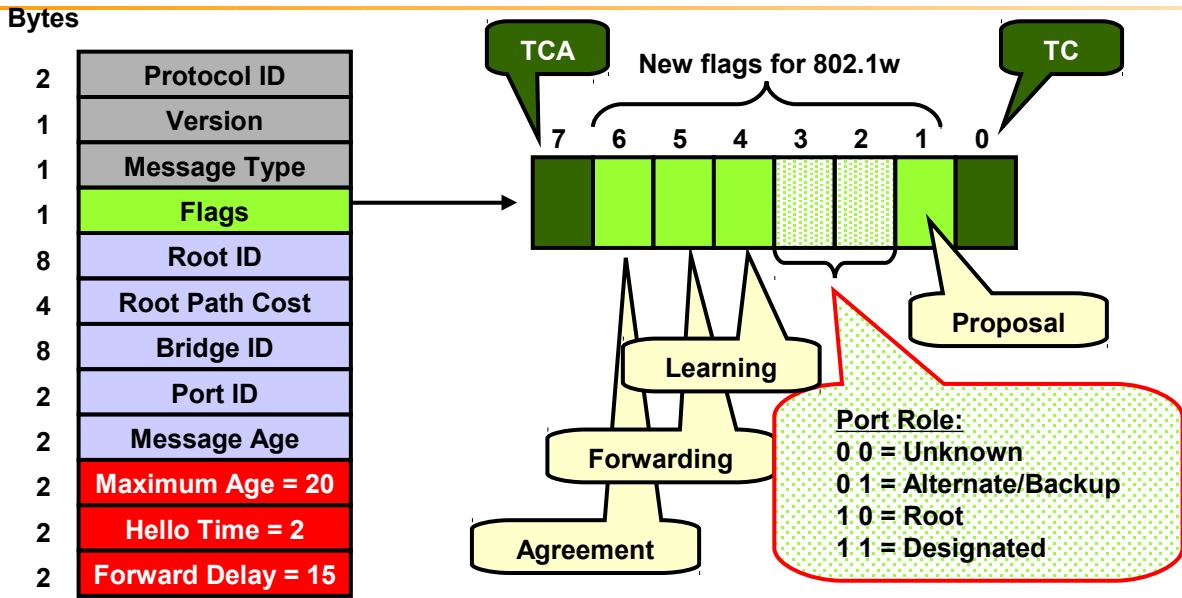 Bytes
2 Protocol ID
1 Version
1 Message Type
1 Flags
8 Root ID
4 Root Path Cost
8 Bridge ID
2 Port ID
2 Message Age
2 Maximum Age = 20
2 Hello Time = 2
2 Forward Delay = 15
TCA
New flags for 802.1w
TC
7 6 5 4 3 2 1 0
Proposal
Learning
Forwarding
Agreement
Port Role:
0 0 = Unknown
0 1 = Alternate/Backup
1 0 = Root
1 1 = Designated